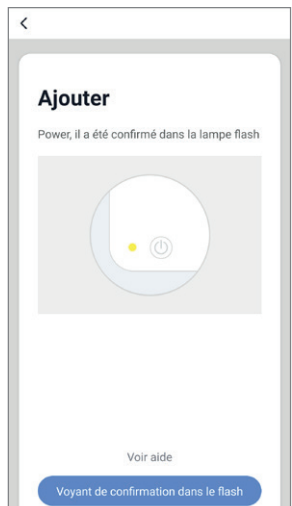 Ajouter
Power, il a été confirmé dans la lampe flash
Voir aide
Voyant de confirmation dans le flash